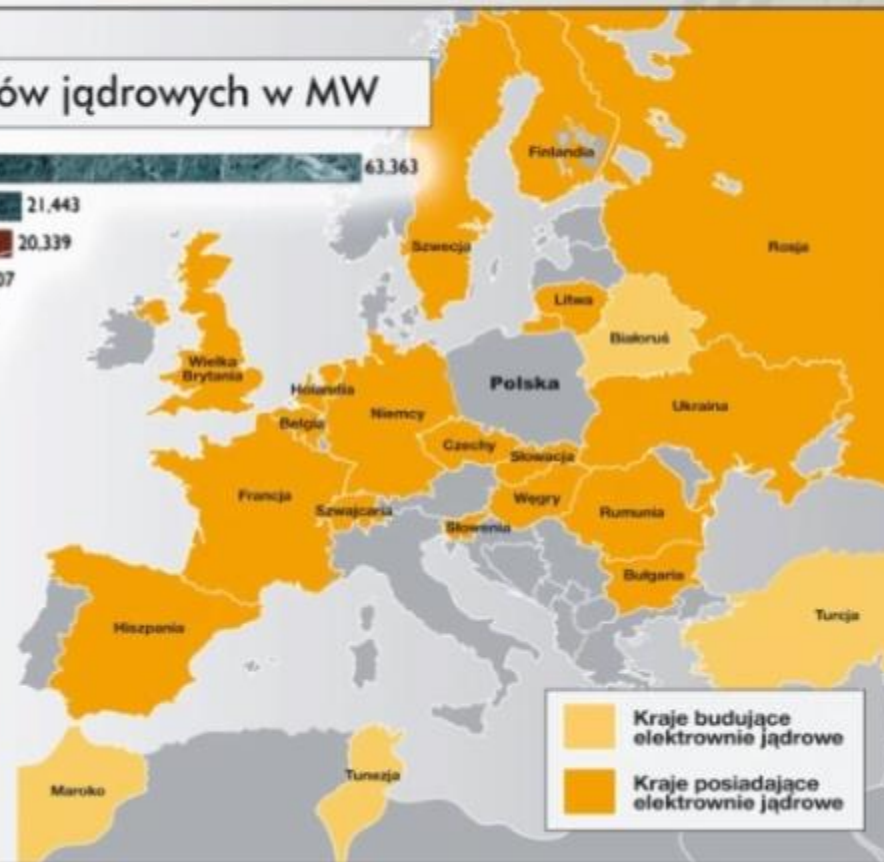 ów jądrowych w MW
63.363
21.443
20.339
07
Finlandia
Szwecja
Rosja
Litwa
Białoruś
Wielka
Brytania
Holandia
Polska
Belgia
Niemcy
Ukraina
Czechy
Słowacja
Francja
Węgry
Szwajcaria
Rumunia
Słowenia
Bułgaria
Hiszpania
Turcja
Maroko
Tunezja
Kraje budujące
elektrownie jądrowe
Kraje posiadające
elektrownie jądrowe